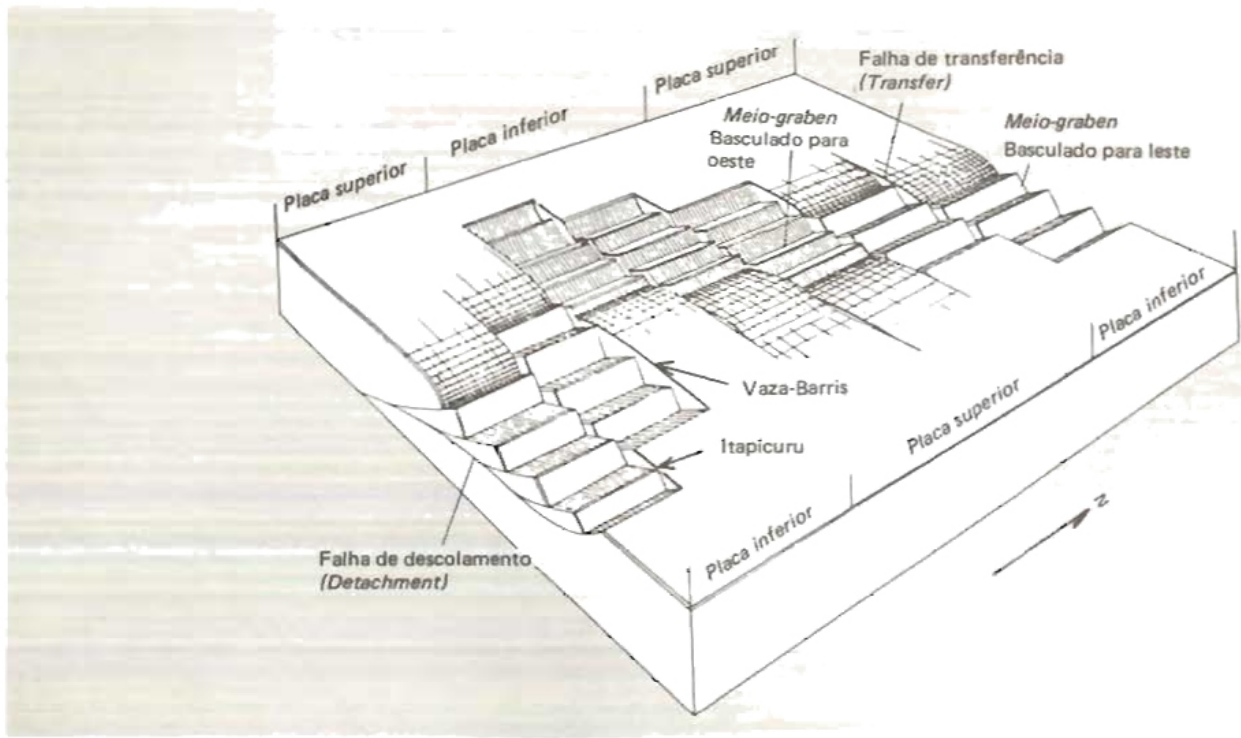 Placa superior
Placa inferior
Placa superior
Falha de transferência
(Transfer)
Meio-graben
Basculado para
oeste
Meio-graben
Basculado para leste
Vaza-Barris
Itapicuru
Falha de descolamento
(Detachment)
Placa inferior
Placa superior
Placa inferior
N